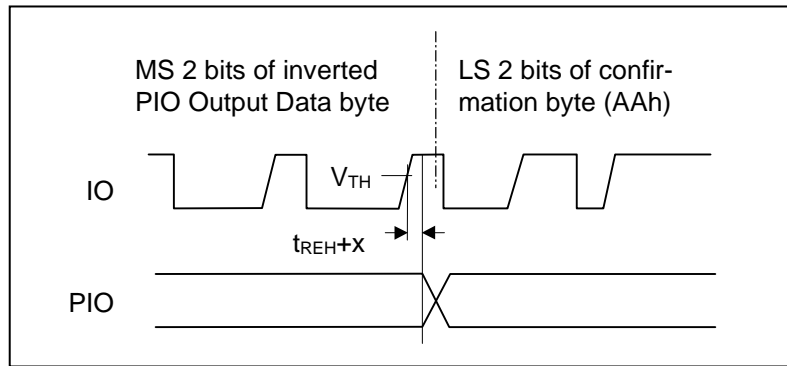 MS 2 bits of inverted
PIO Output Data byte
LS 2 bits of confir-
mation byte (AAh)
IO
VTH
tREH+x
PIO